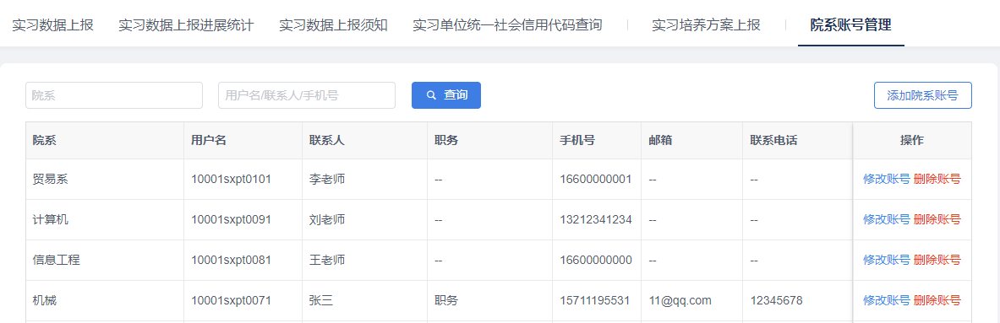 实习数据上报 实习数据上报进展统计 实习数据上报须知 实习单位统一社会信用代码查询 实习培养方案上报 院系账号管理
院系 用户名/联系人/手机号 查询 添加院系账号
院系 用户名 联系人 职务 手机号 邮箱 联系电话 操作
贸易系 10001sxpt0101 李老师 -- 16600000001 -- -- 修改账号 删除账号
计算机 10001sxpt0091 刘老师 -- 13212341234 -- -- 修改账号 删除账号
信息工程 10001sxpt0081 王老师 -- 16600000000 -- -- 修改账号 删除账号
机械 10001sxpt0071 张三 职务 15711195531 11@qq.com 12345678 修改账号 删除账号